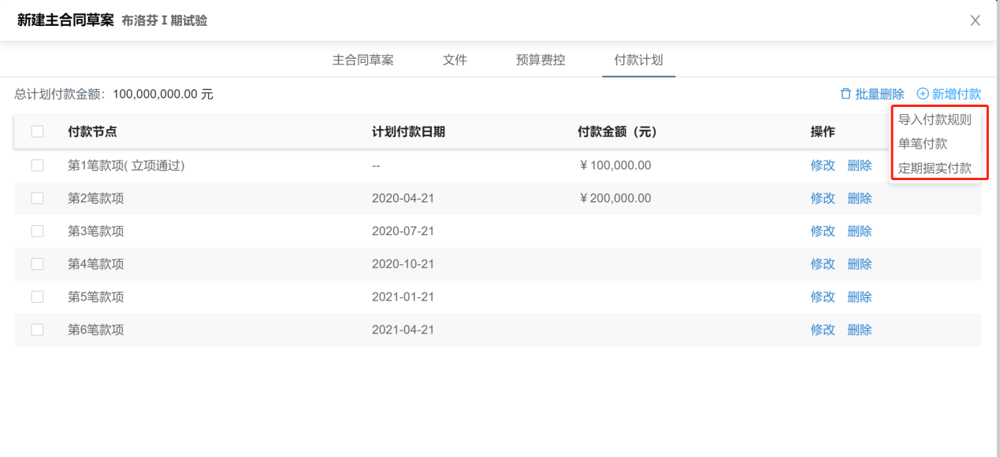 新建主合同草案 布洛芬 I 期试验
主合同草案 文件 预算费控 付款计划
总计划付款金额：100,000,000.00 元 批量删除 新增付款
导入付款规则
单笔付款
定期据实付款
付款节点 计划付款日期 付款金额（元） 操作
第1笔款项( 立项通过) -- ¥ 100,000.00 修改 删除
第2笔款项 2020-04-21 ¥ 200,000.00 修改 删除
第3笔款项 2020-07-21 修改 删除
第4笔款项 2020-10-21 修改 删除
第5笔款项 2021-01-21 修改 删除
第6笔款项 2021-04-21 修改 删除